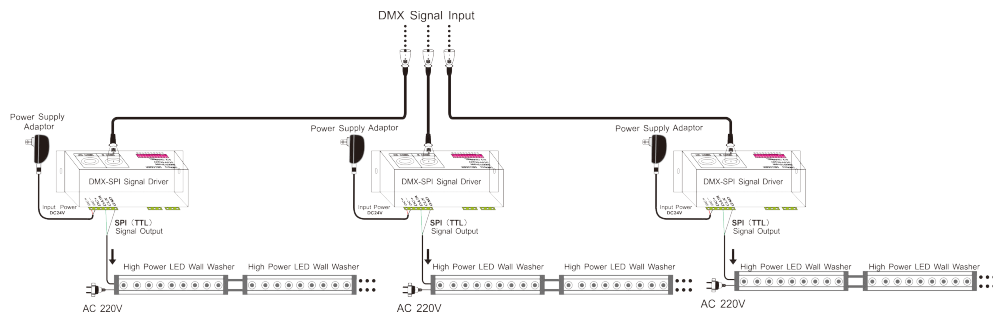 DMX Signal Input
Power Supply
Adaptor
DMX-SPI Signal Driver
Input Power
DC24V
SPI (TTL)
Signal Output
High Power LED Wall Washer
High Power LED Wall Washer
AC 220V
Power Supply Adaptor
DMX-SPI Signal Driver
Input Power
DC24V
SPI (TTL)
Signal Output
High Power LED Wall Washer
High Power LED Wall Washer
AC 220V
Power Supply Adaptor
DMX-SPI Signal Driver
Input Power
DC24V
SPI (TTL)
Signal Output
High Power LED Wall Washer
High Power LED Wall Washer
AC 220V